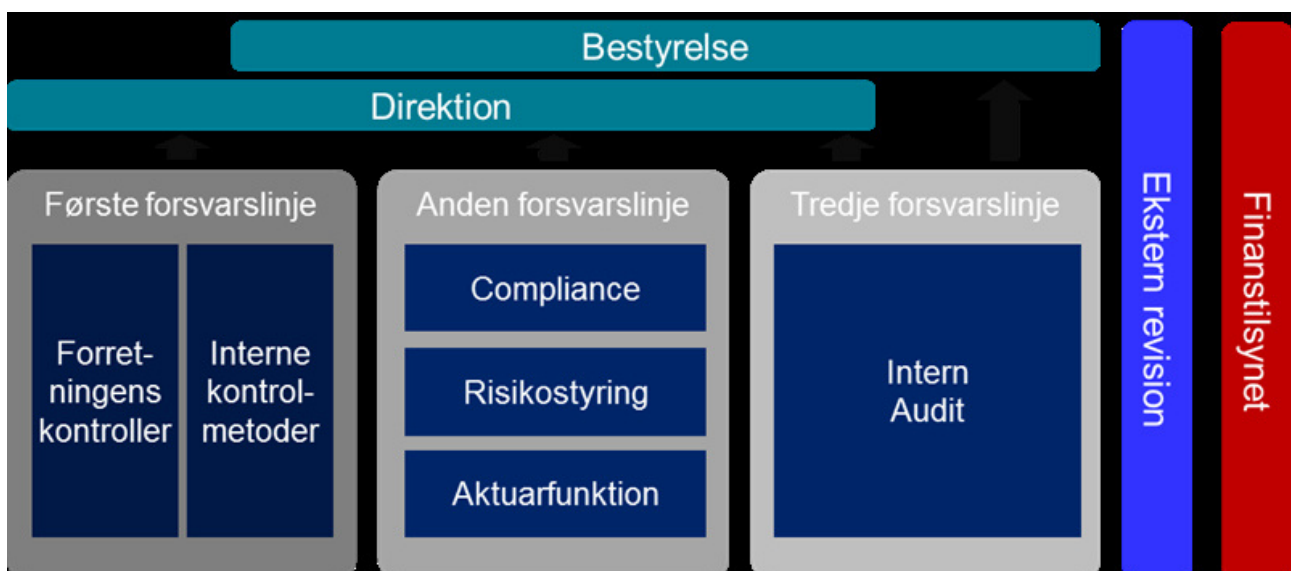 Bestyrelse
Direktion
Første forsvarslinje
Forret-
ningens
kontroller
Interne
kontrol-
metoder
Anden forsvarslinje
Compliance
Risikostyring
Aktuarfunktion
Tredje forsvarslinje
Intern
Audit
Ekstern revision
Finanstilsynet